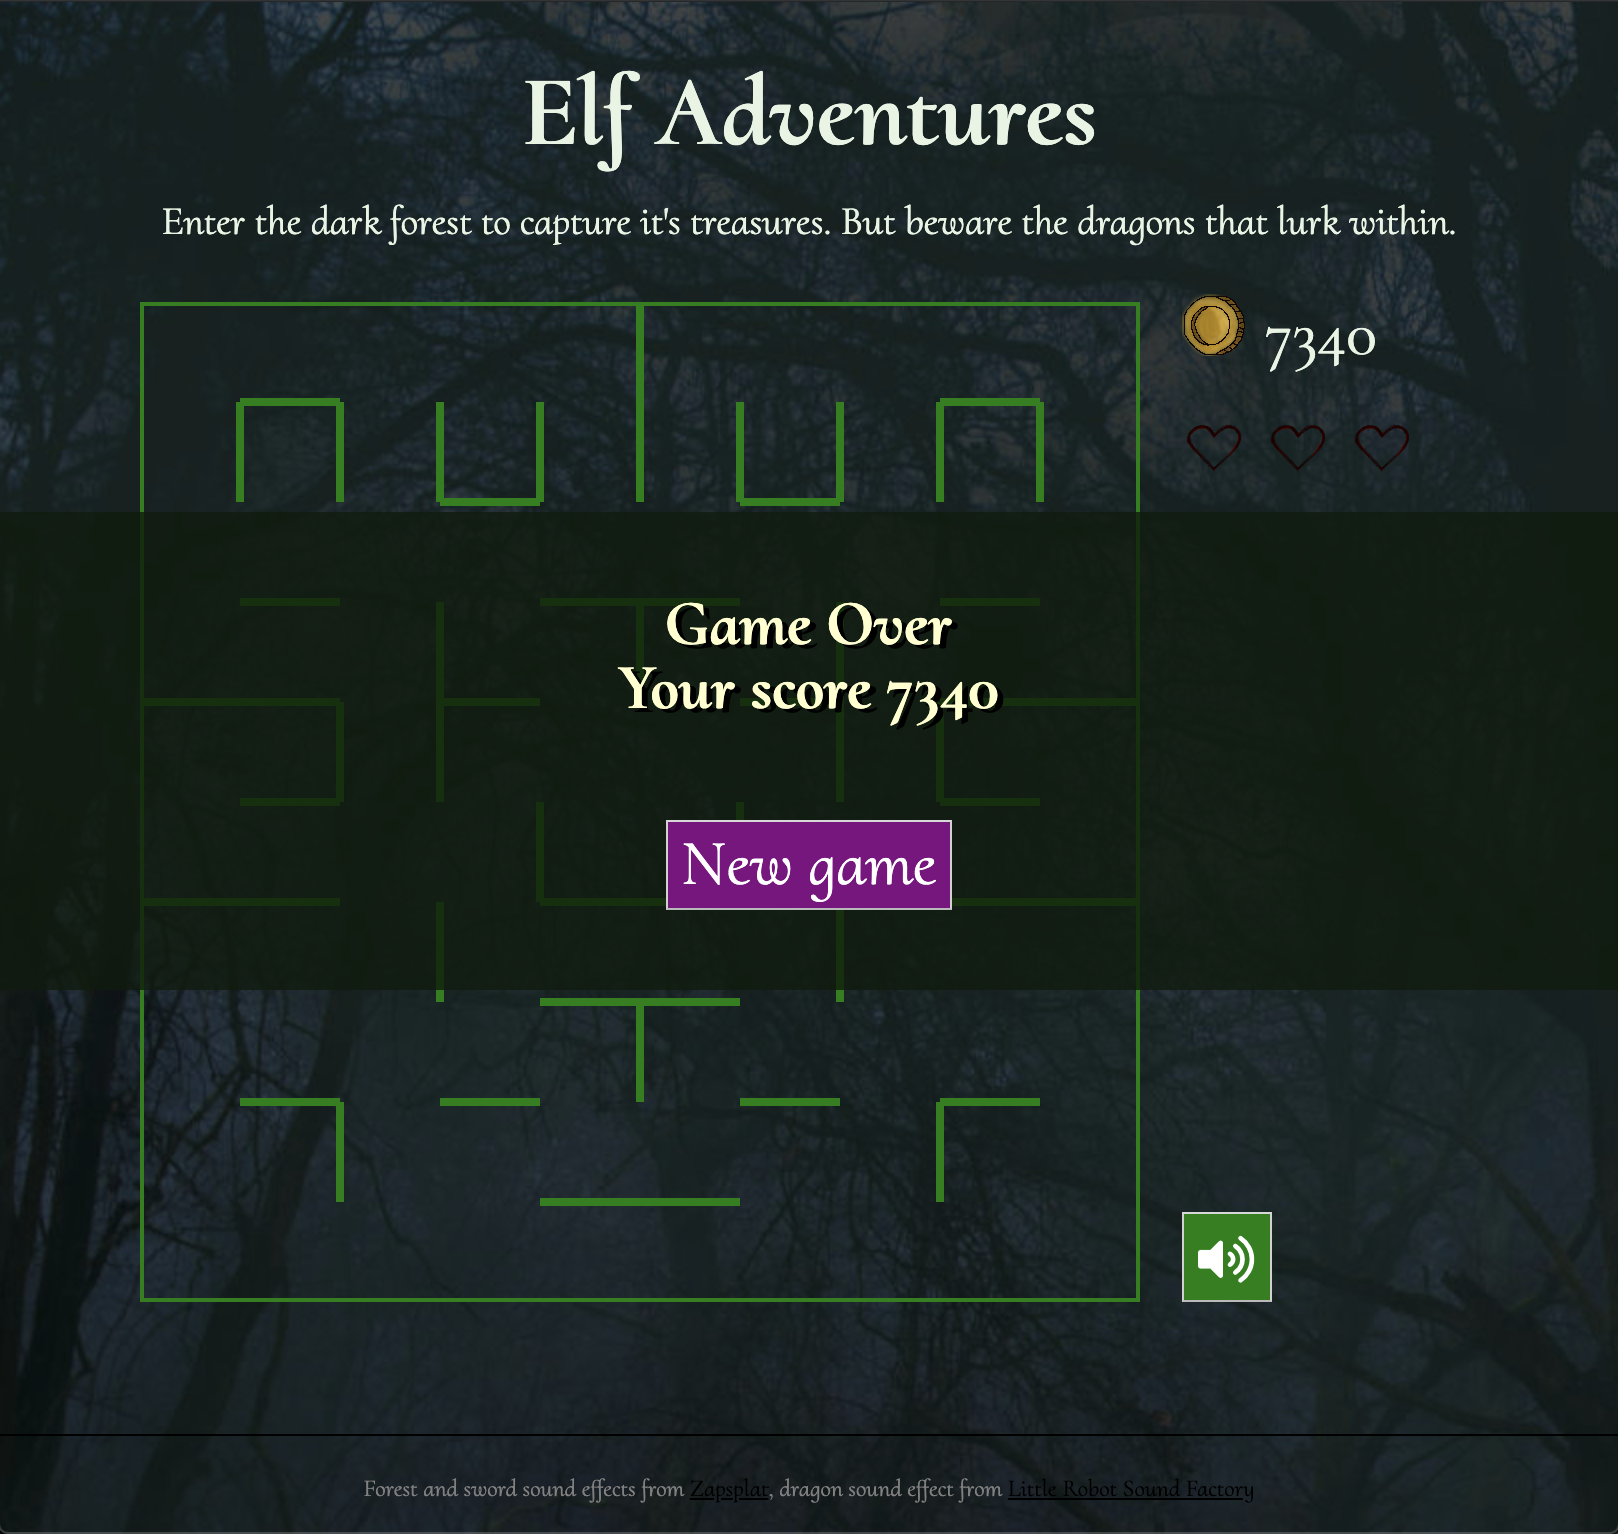 Elf Adventures
Enter the dark forest to capture it's treasures. But beware the dragons that lurk within.
7340
Game Over
Your score 7340
New game
Forest and sword sound effects from Zapsplat, dragon sound effect from Little Robot Sound Factory